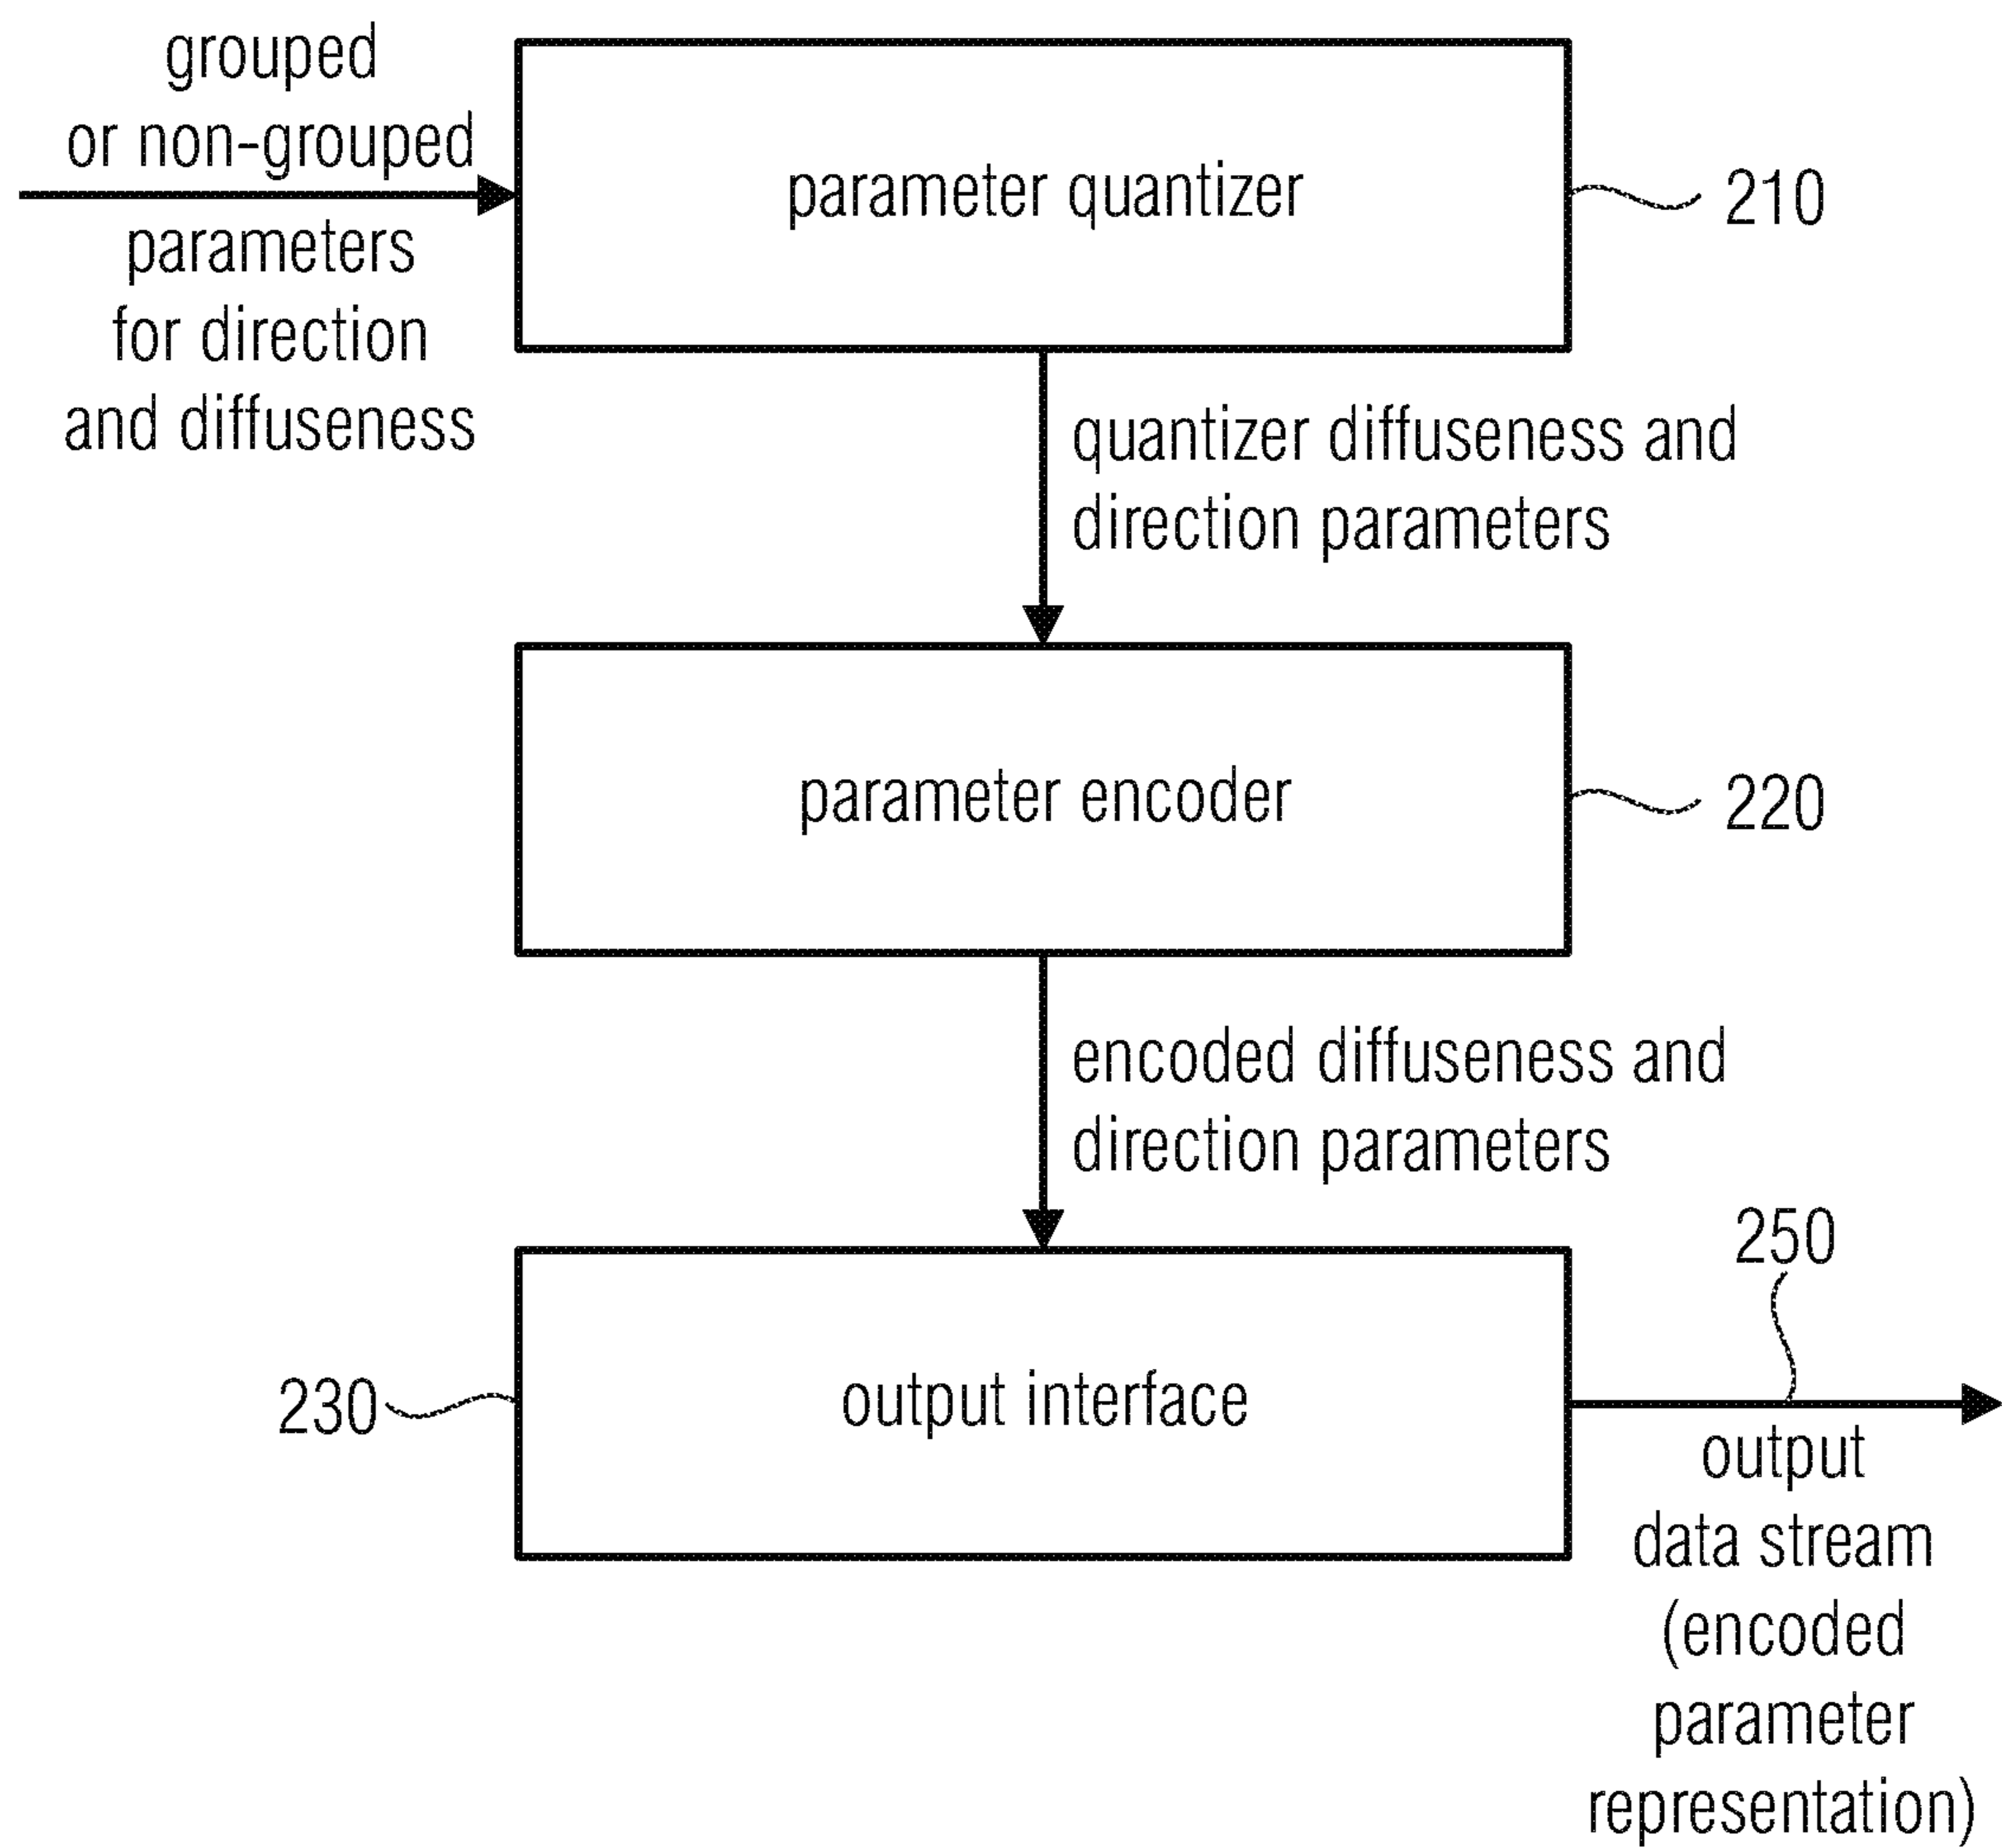 grouped
or non-grouped
parameters
for direction
and diffuseness
parameter quantizer
210
quantizer diffuseness and
direction parameters
parameter encoder
220
encoded diffuseness and
direction parameters
230
output interface
250
output
data stream
(encoded
parameter
representation)